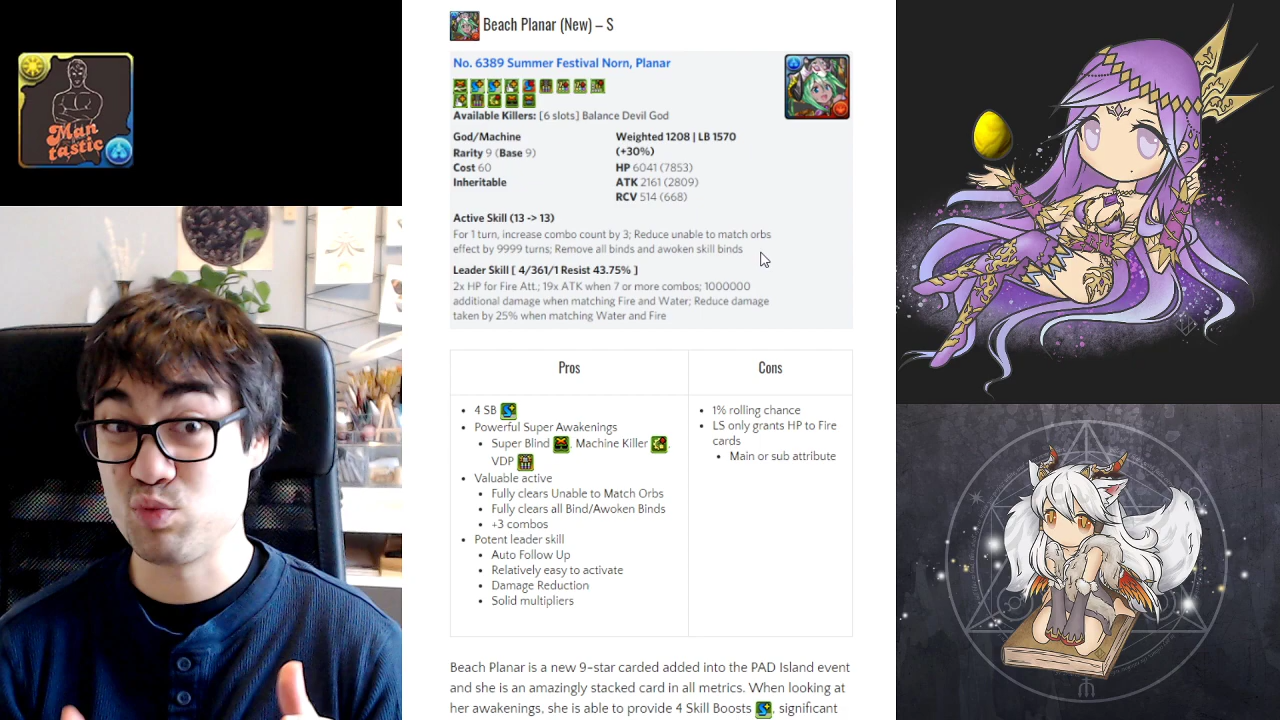 Man
tastic
Beach Planar (New) – S
No. 6389 Summer Festival Norn, Planar
Available Killers: [6 slots] Balance Devil God
God/Machine
Rarity 9 (Base 9)
Cost 60
Inheritable
Weighted 1208 | LB 1570
(+30%)
HP 6041 (7853)
ATK 2161 (2809)
RCV 514 (668)
Active Skill (13 -> 13)
For 1 turn, increase combo count by 3; Reduce unable to match orbs
effect by 9999 turns; Remove all binds and awoken skill binds
Leader Skill [ 4/361/1 Resist 43.75% ]
2x HP for Fire Att.; 19x ATK when 7 or more combos; 1000000
additional damage when matching Fire and Water; Reduce damage
taken by 25% when matching Water and Fire
Pros
4 SB
Powerful Super Awakenings
Super Blind , Machine Killer ,
VDP
Valuable active
Fully clears Unable to Match Orbs
Fully clears all Bind/Awoken Binds
+3 combos
Potent leader skill
Auto Follow Up
Relatively easy to activate
Damage Reduction
Solid multipliers
Cons
1% rolling chance
LS only grants HP to Fire
cards
Main or sub attribute
Beach Planar is a new 9-star carded added into the PAD Island event
and she is an amazingly stacked card in all metrics. When looking at
her awakenings, she is able to provide 4 Skill Boosts , significant